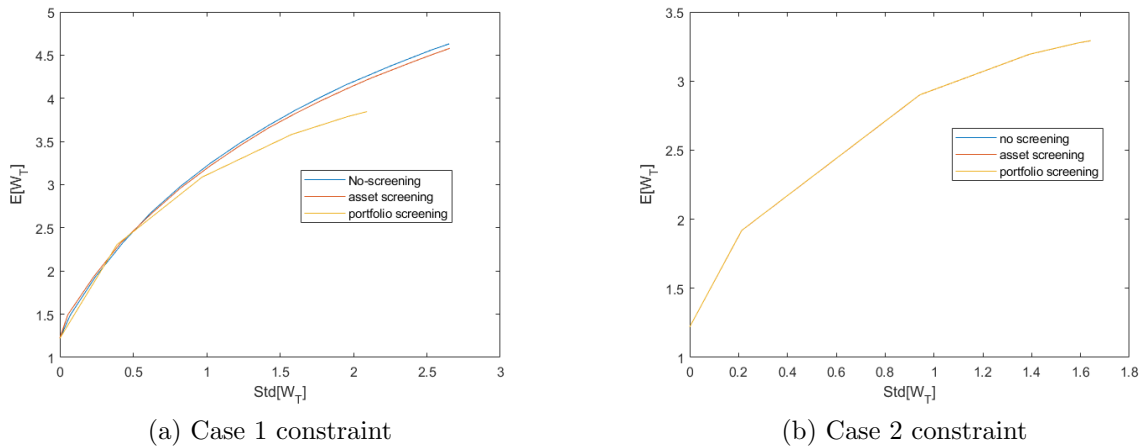 5
4.5
4
3.5
3
2.5
2
1.5
1
E[W_T]
No-screening
asset screening
portfolio screening
0 0.5 1 1.5 2 2.5 3
Std[W_T]
(a) Case 1 constraint
3.5
3
2.5
2
1.5
1
E[W_T]
no screening
asset screening
portfolio screening
0 0.2 0.4 0.6 0.8 1 1.2 1.4 1.6 1.8
Std[W_T]
(b) Case 2 constraint